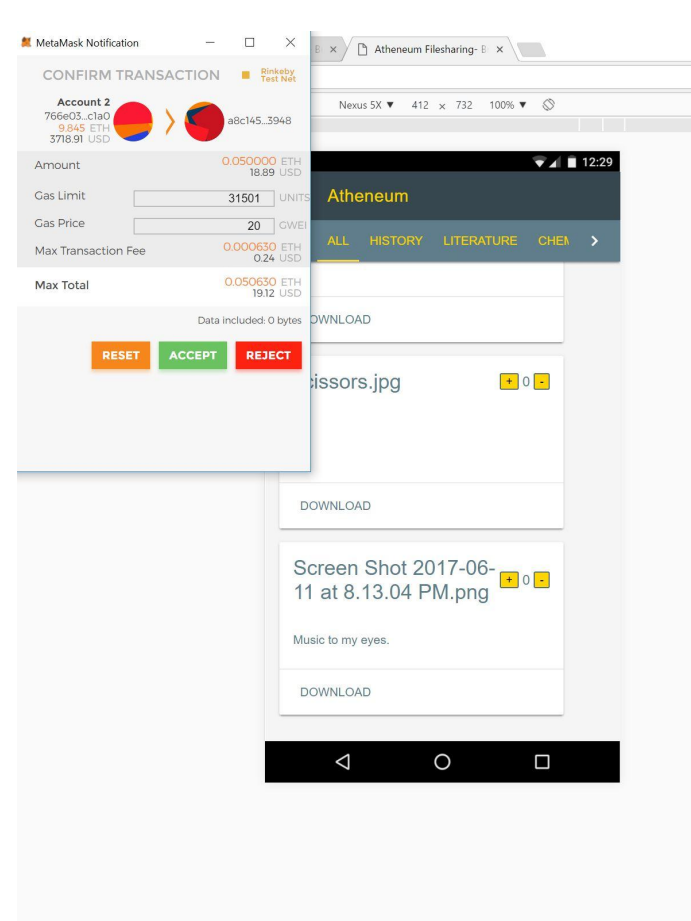 MetaMask Notification
CONFIRM TRANSACTION
Rinkeby
Test Net
Account 2
766e03...c1a0
9.845 ETH
3718.91 USD
a8c145...3948
Amount
0.050000 ETH
18.89 USD
Gas Limit
31501 UNITS
Gas Price
20 GWEI
Max Transaction Fee
0.000630 ETH
0.24 USD
Max Total
0.050630 ETH
19.12 USD
Data included: 0 bytes
RESET ACCEPT REJECT
Atheneum Filesharing- B
Nexus 5X ▼ 412 × 732 100% ▼
12:29
Atheneum
ALL HISTORY LITERATURE CHEM
OWNLOAD
cissors.jpg
+ 0 -
DOWNLOAD
Screen Shot 2017-06-
11 at 8.13.04 PM.png
+ 0 -
Music to my eyes.
DOWNLOAD